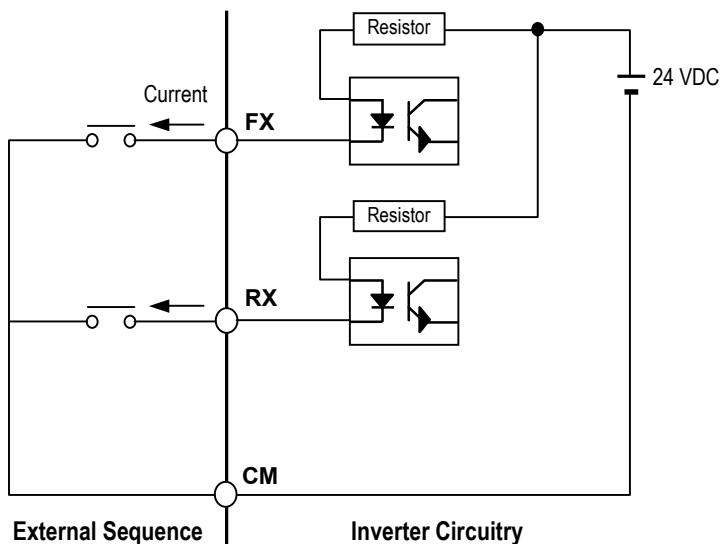 Resistor
24 VDC
Current
FX
Resistor
RX
CM
External Sequence
Inverter Circuitry